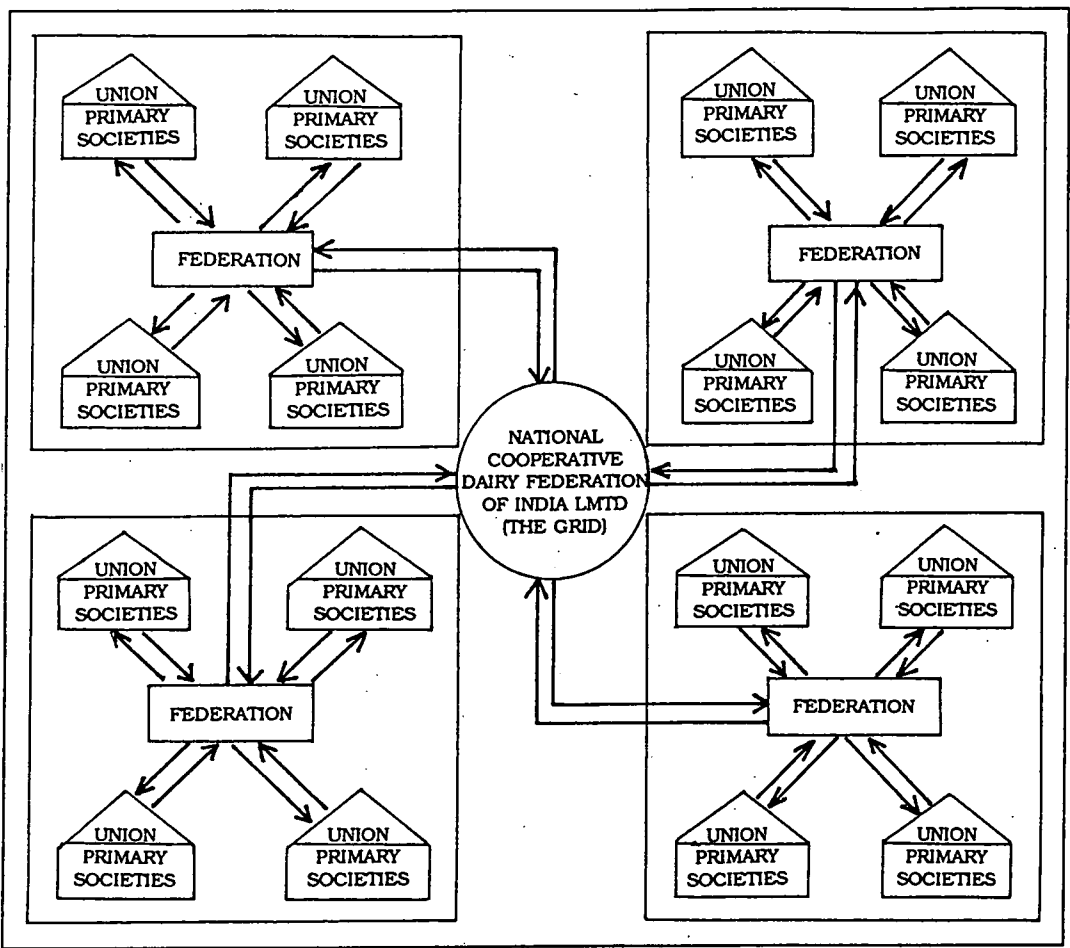 UNION
PRIMARY
SOCIETIES
UNION
PRIMARY
SOCIETIES
FEDERATION
UNION
PRIMARY
SOCIETIES
UNION
PRIMARY
SOCIETIES
UNION
PRIMARY
SOCIETIES
UNION
PRIMARY
SOCIETIES
FEDERATION
UNION
PRIMARY
SOCIETIES
UNION
PRIMARY
SOCIETIES
NATIONAL
COOPERATIVE
DAIRY FEDERATION
OF INDIA LMTD
(THE GRID)
UNION
PRIMARY
SOCIETIES
UNION
PRIMARY
SOCIETIES
FEDERATION
UNION
PRIMARY
SOCIETIES
UNION
PRIMARY
SOCIETIES
UNION
PRIMARY
SOCIETIES
UNION
PRIMARY
SOCIETIES
FEDERATION
UNION
PRIMARY
SOCIETIES
UNION
PRIMARY
SOCIETIES